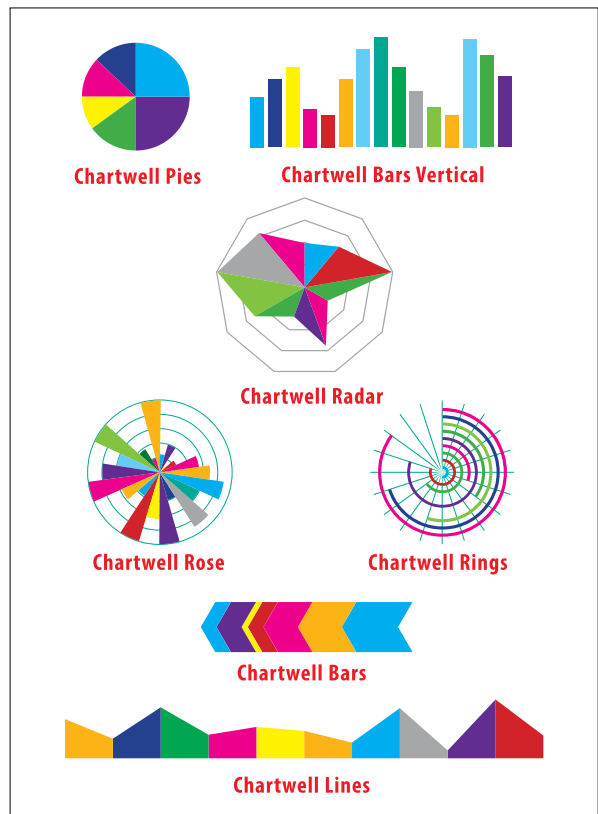 Chartwell Pies
Chartwell Bars Vertical
Chartwell Radar
Chartwell Rose
Chartwell Rings
Chartwell Bars
Chartwell Lines